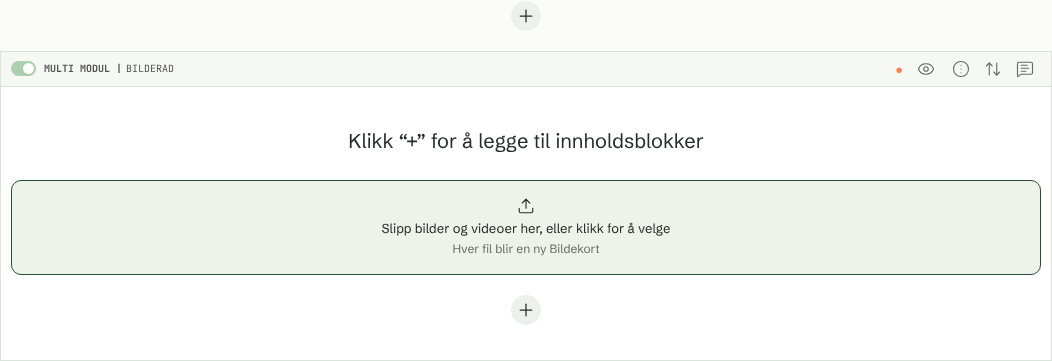 MULTI MODUL | BILDERAD
Klikk “+” for å legge til innholdsblokker
Slipp bilder og videoer her, eller klikk for å velge
Hver fil blir en ny Bildekort